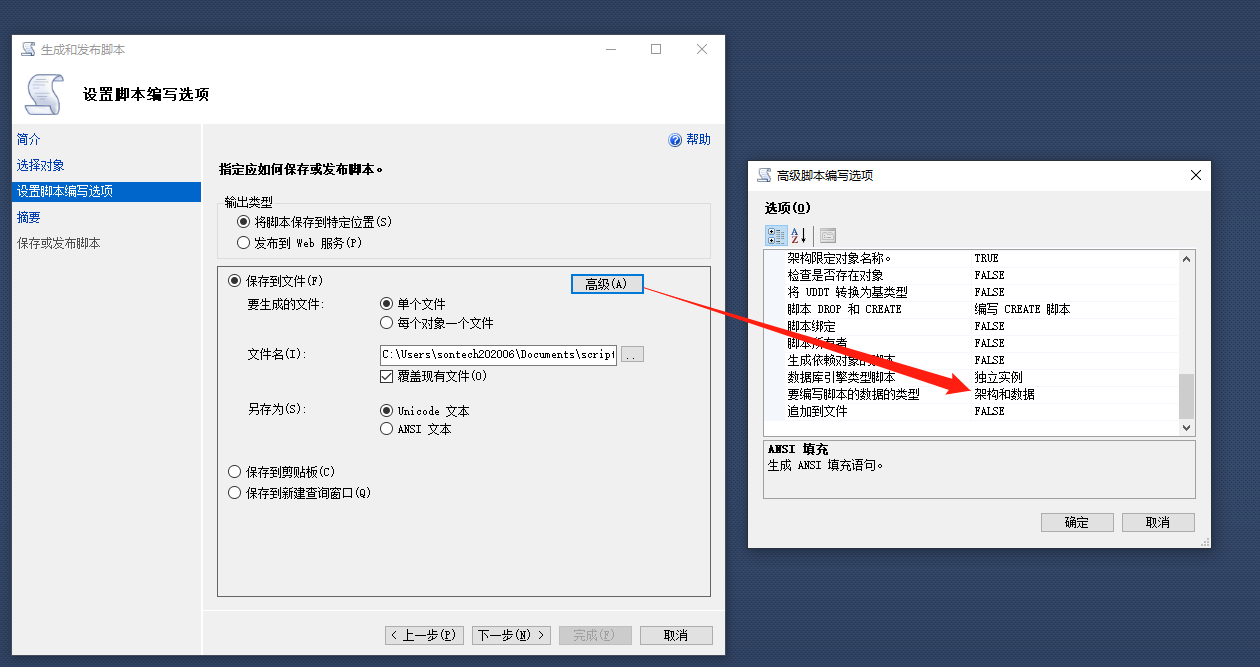 生成和发布脚本
设置脚本编写选项
简介
选择对象
设置脚本编写选项
摘要
保存或发布脚本
帮助
指定应如何保存或发布脚本。
输出类型
将脚本保存到特定位置(S)
发布到 Web 服务(P)
保存到文件(F)
高级(A)
要生成的文件:
单个文件
每个对象一个文件
文件名(I):
C:\Users\sontech202006\Documents\script
..
覆盖现有文件(O)
另存为(S):
Unicode 文本
ANSI 文本
保存到剪贴板(C)
保存到新建查询窗口(Q)
< 上一步(P)
下一步(N) >
完成(F)
取消
高级脚本编写选项
选项(O)
架构限定对象名称。 TRUE
检查是否存在对象 FALSE
将 UDDT 转换为基类型 FALSE
脚本 DROP 和 CREATE 编写 CREATE 脚本
脚本绑定 FALSE
脚本所有者 FALSE
生成依赖对象的脚本 FALSE
数据库引擎类型脚本 独立实例
要编写脚本的数据的类型 架构和数据
追加到文件 FALSE
ANSI 填充
生成 ANSI 填充语句。
确定
取消